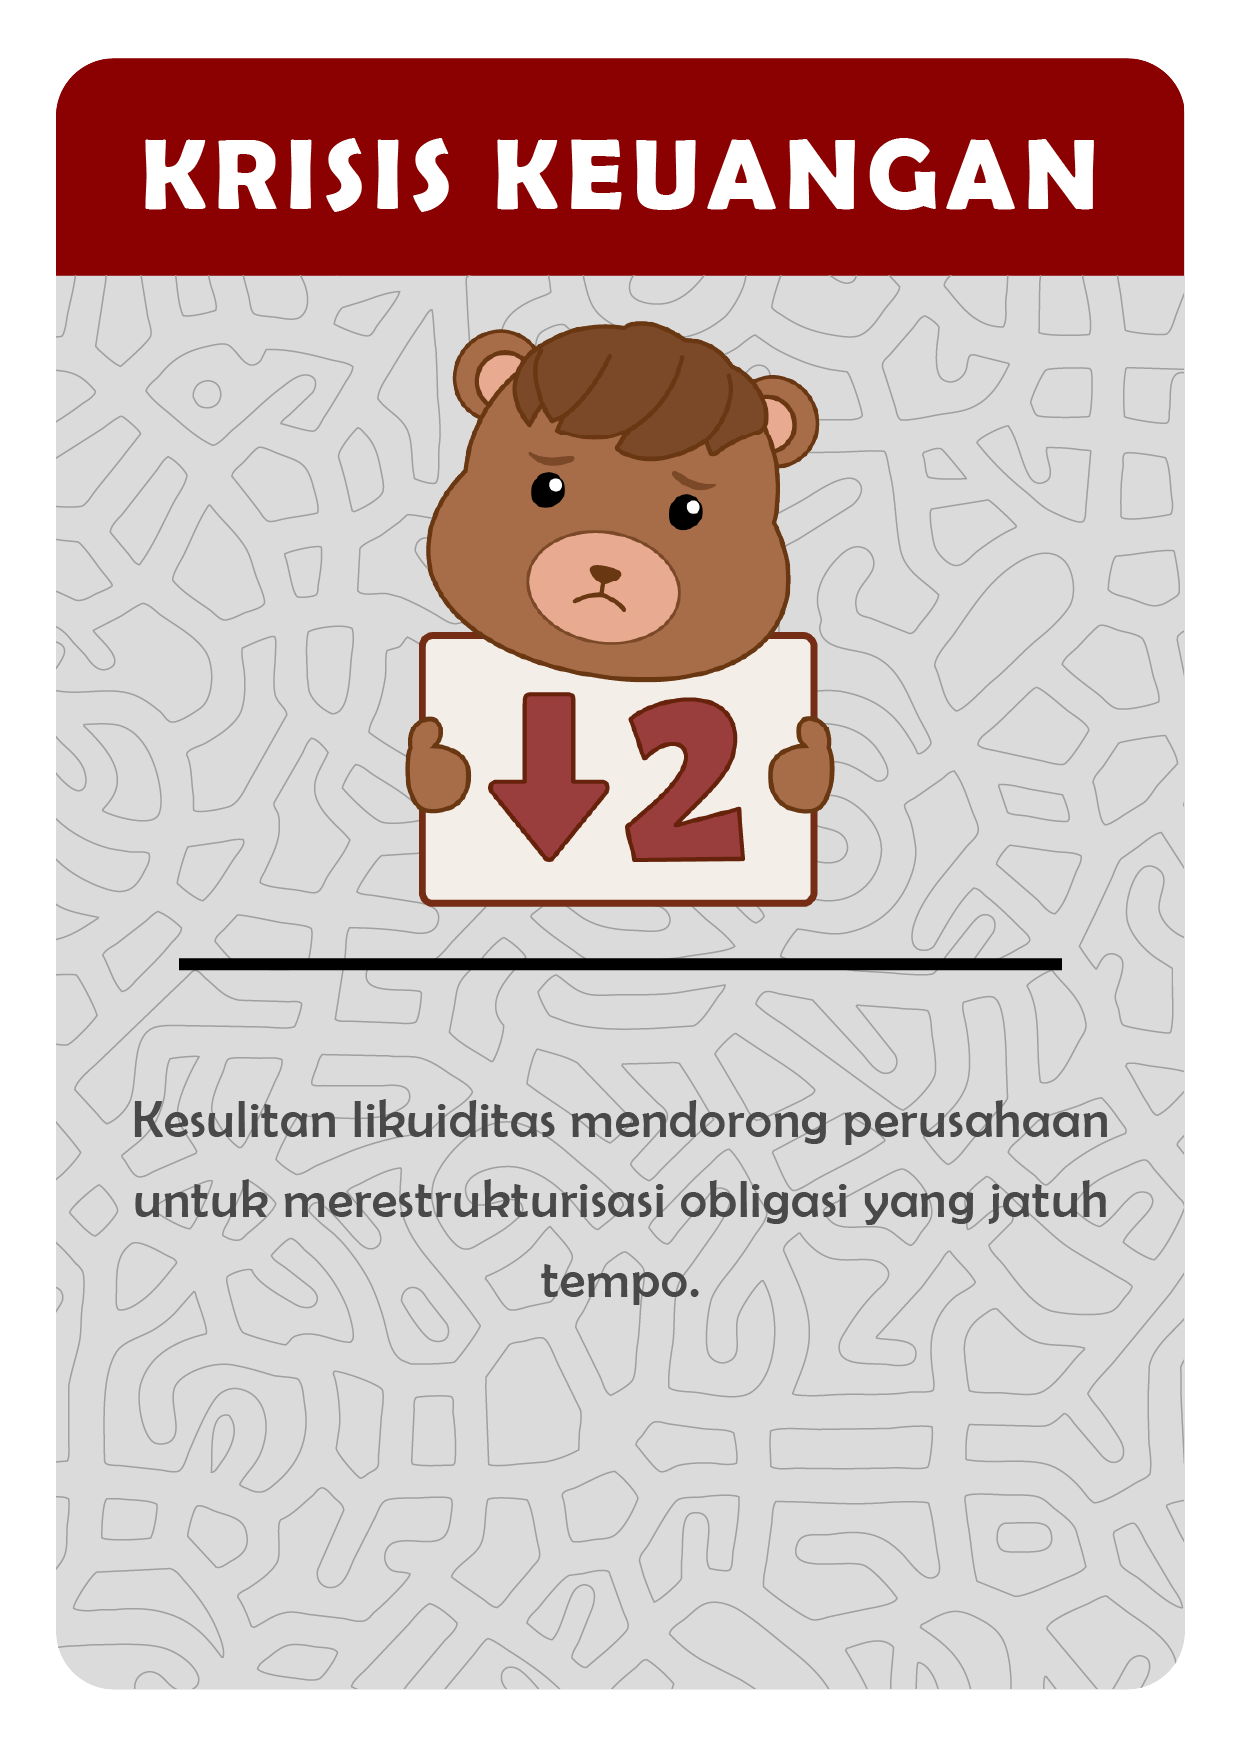 KRISIS KEUANGAN
↓2
Kesulitan likuiditas mendorong perusahaan
untuk merestrukturisasi obligasi yang jatuh
tempo.